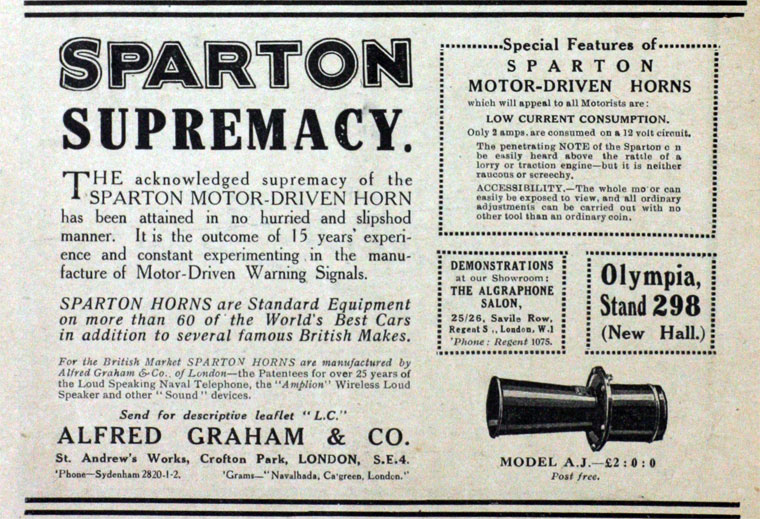 SPARTON
SUPREMACY.
THE acknowledged supremacy of the
SPARTON MOTOR-DRIVEN HORN
has been attained in no hurried and slipshod
manner. It is the outcome of 15 years' experi-
ence and constant experimenting in the manu-
facture of Motor-Driven Warning Signals.
SPARTON HORNS are Standard Equipment
on more than 60 of the World's Best Cars
in addition to several famous British Makes.
For the British Market SPARTON HORNS are manufactured by
Alfred Graham & Co. of London—the Patentees for over 25 years of
the Loud Speaking Naval Telephone, the "Amplion" Wireless Loud
Speaker and other "Sound" devices.
Send for descriptive leaflet "L.C."
ALFRED GRAHAM & CO.
St. Andrew's Works, Crofton Park, LONDON, S.E.4.
'Phone—Sydenham 2820-1-2. 'Grams—"Navalhada, Catgreen, London."
Special Features of
SPARTON
MOTOR-DRIVEN HORNS
which will appeal to all Motorists are:
LOW CURRENT CONSUMPTION.
Only 2 amps. are consumed on a 12 volt circuit.
The penetrating NOTE of the Sparton c n
be easily heard above the rattle of a
lorry or traction engine—but it is neither
raucous or screechy.
ACCESSIBILITY.—The whole mo or can
easily be exposed to view, and all ordinary
adjustments can be carried out with no
other tool than an ordinary coin.
DEMONSTRATIONS
at our Showroom:
THE ALGRAPHONE
SALON,
25/26, Savile Row,
Regent S ., London, W.1
'Phone: Regent 1075.
Olympia,
Stand 298
(New Hall.)
MODEL A.J.—£2:0:0
Post free.